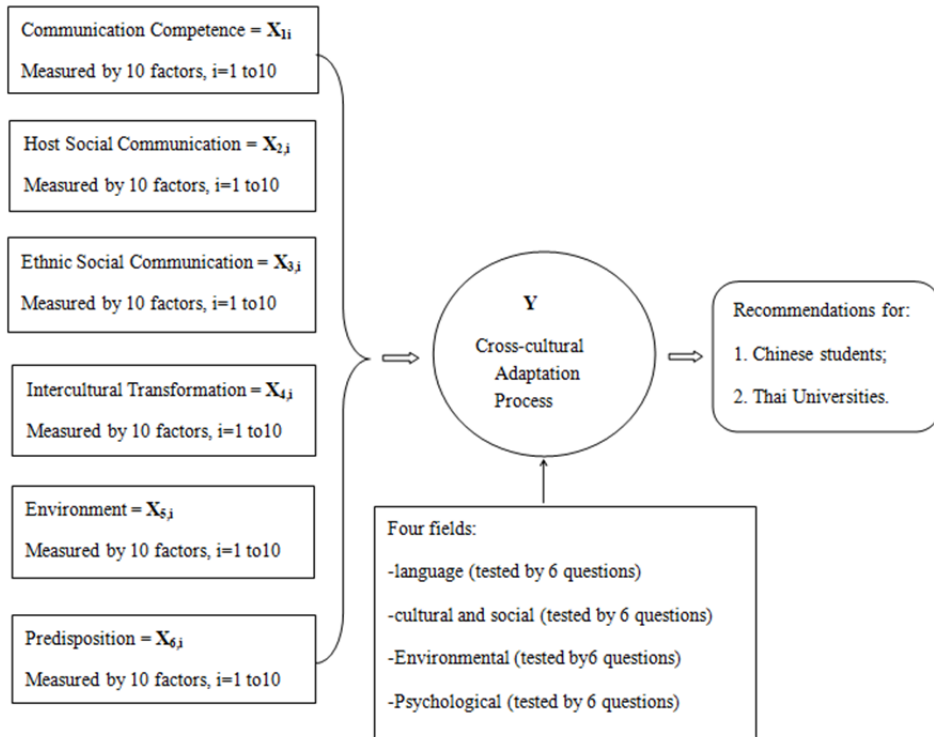 Communication Competence = X1i
Measured by 10 factors, i=1 to10
Host Social Communication = X2,i
Measured by 10 factors, i=1 to10
Ethnic Social Communication = X3,i
Measured by 10 factors, i=1 to10
Intercultural Transformation = X4,i
Measured by 10 factors, i=1 to10
Environment = X5,i
Measured by 10 factors, i=1 to10
Predisposition = X6,i
Measured by 10 factors, i=1 to10
Y
Cross-cultural
Adaptation
Process
Four fields:
-language (tested by 6 questions)
-cultural and social (tested by 6 questions)
-Environmental (tested by6 questions)
-Psychological (tested by 6 questions)
Recommendations for:
1. Chinese students;
2. Thai Universities.